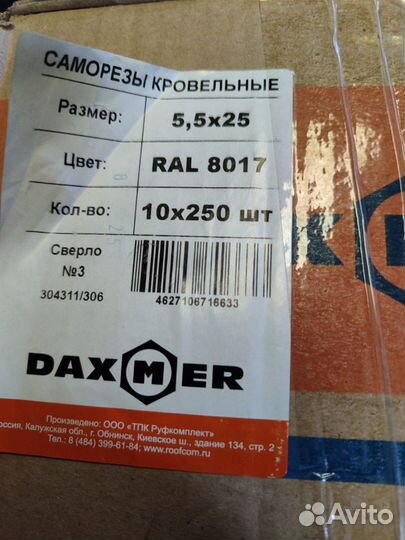 САМОРЕЗЫ КРОВЕЛЬНЫЕ
Размер: 5,5x25
Цвет: RAL 8017
Кол-во: 10x250 шт
Сверло
№3
304311/306
4627106716633
DAXMER
Произведено: ООО «ТПК Руфкомплект»
Россия, Калужская обл., г. Обнинск, Киевское ш., здание 134, стр. 2
Тел.: 8 (484) 399-61-84; www.roofcom.ru
MER
Avito